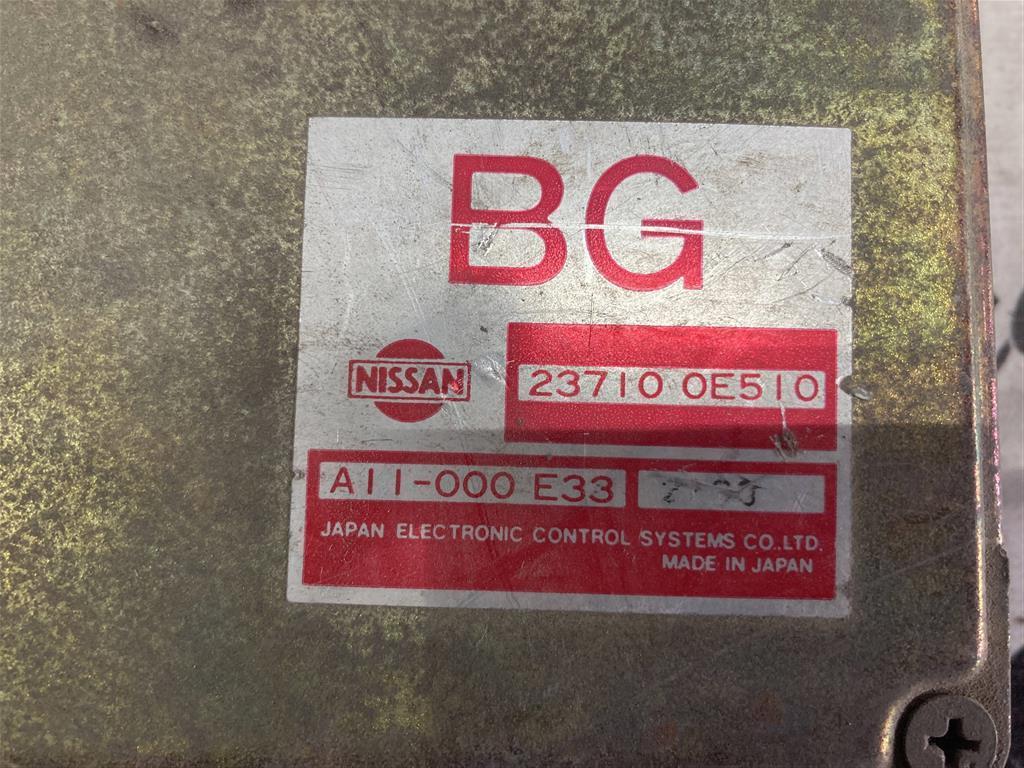 BG
NISSAN
23710 0E510
A11-000 E33
JAPAN ELECTRONIC CONTROL SYSTEMS CO.,LTD.
MADE IN JAPAN